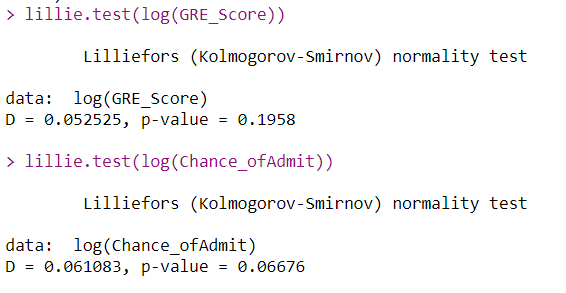 > lillie.test(log(GRE_Score))
Lilliefors (Kolmogorov-Smirnov) normality test
data:  log(GRE_Score)
D = 0.052525, p-value = 0.1958
> lillie.test(log(Chance_ofAdmit))
Lilliefors (Kolmogorov-Smirnov) normality test
data:  log(Chance_ofAdmit)
D = 0.061083, p-value = 0.06676